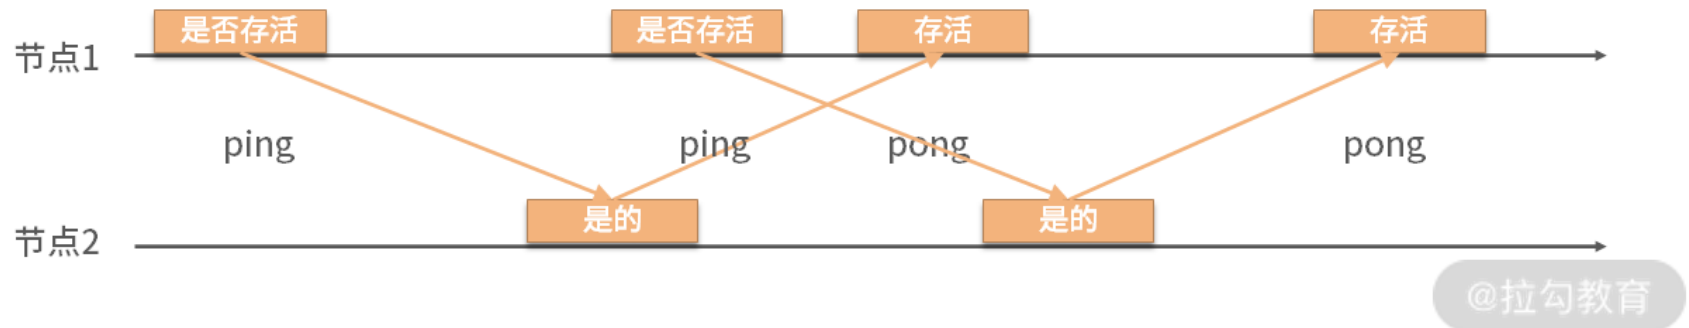 是否存活
是否存活
存活
存活
节点1
ping
ping
pong
pong
是的
是的
节点2
@拉勾教育